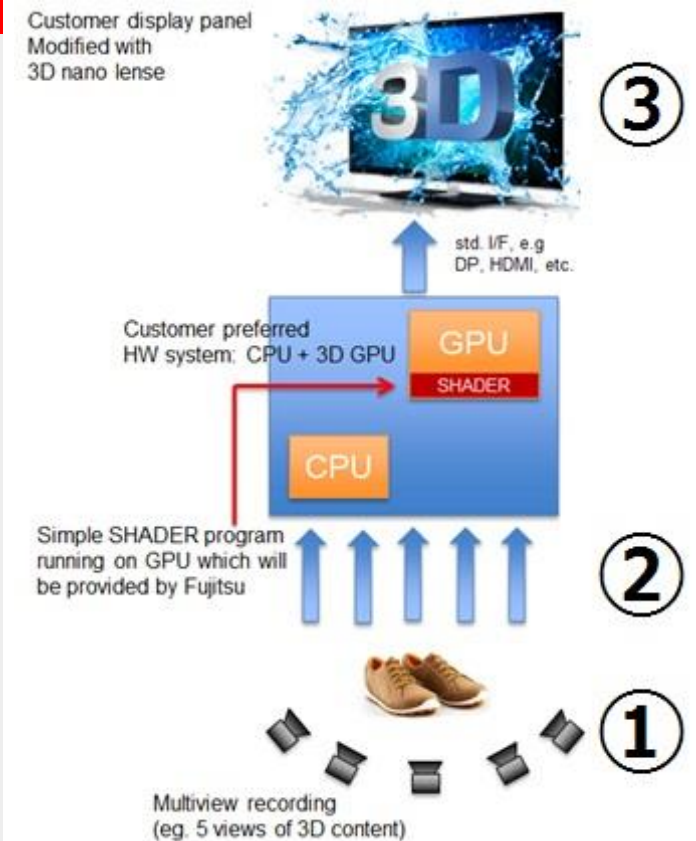 Customer display panel
Modified with
3D nano lense
3D
③
std. I/F, e.g
DP, HDMI, etc.
Customer preferred
HW system: CPU + 3D GPU
GPU
SHADER
CPU
Simple SHADER program
running on GPU which will
be provided by Fujitsu
②
①
Multiview recording
(eg. 5 views of 3D content)